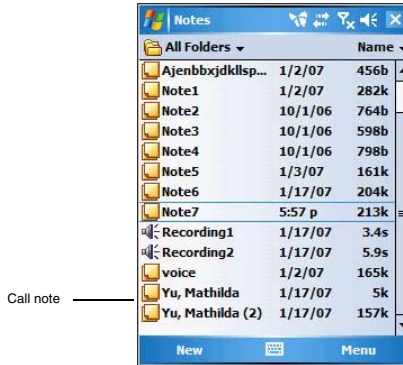 Notes
All Folders Name
Ajenbbxjdkllsp... 1/2/07 456b
Note1 1/2/07 282k
Note2 10/1/06 764b
Note3 10/1/06 598b
Note4 10/1/06 798b
Note5 1/3/07 161k
Note6 1/17/07 204k
Note7 5:57 p 213k
Recording1 1/17/07 3.4s
Recording2 1/17/07 5.9s
voice 1/2/07 165k
Call note
Yu, Mathilda 1/17/07 5k
Yu, Mathilda (2) 1/17/07 157k
New Menu